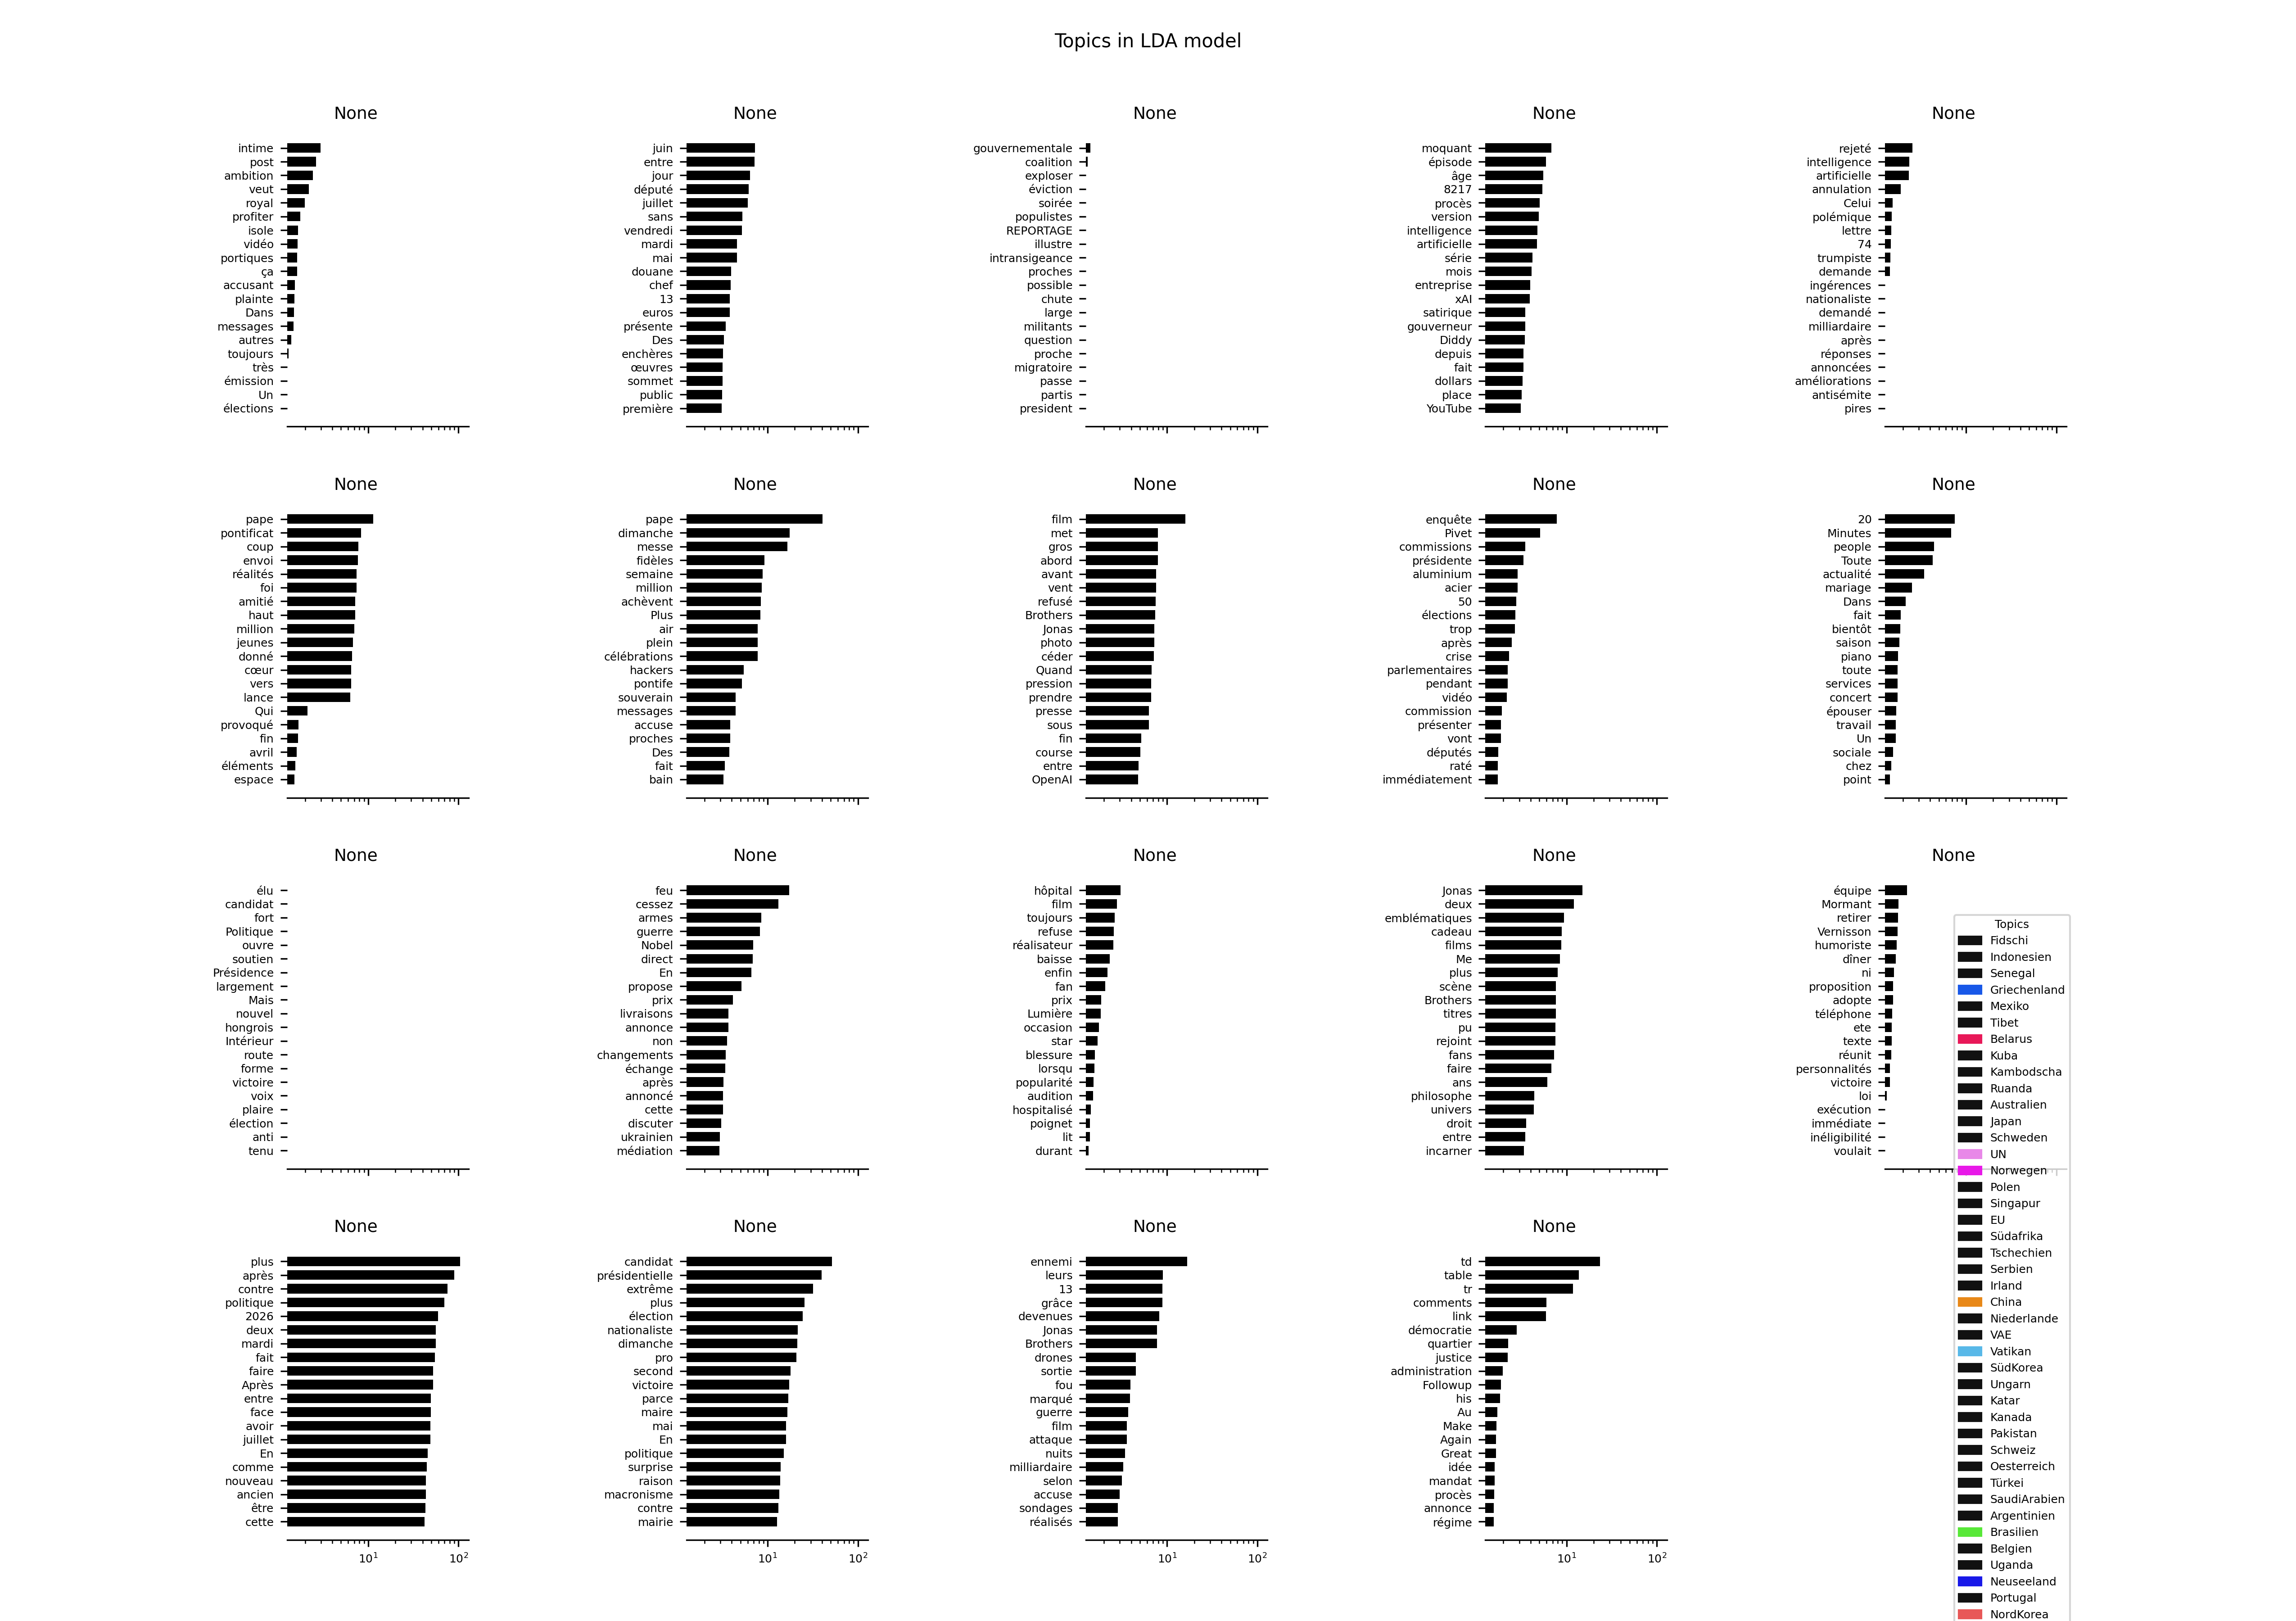 Topics in LDA model
None
intime
post
ambition
veut
royal
profiter
isole
vidéo
portiques
ça
accusant
plainte
Dans
messages
autres
toujours
très
émission
Un
élections
None
juin
entre
jour
député
juillet
sans
vendredi
mardi
mai
douane
chef
13
euros
présente
Des
enchères
œuvres
sommet
public
première
None
gouvernementale
coalition
exploser
éviction
soirée
populistes
REPORTAGE
illustre
intransigeance
proches
possible
chute
large
militants
question
proche
migratoire
passe
partis
president
None
moquant
épisode
âge
8217
procès
version
intelligence
artificielle
série
mois
entreprise
xAI
satirique
gouverneur
Diddy
depuis
fait
dollars
place
YouTube
None
rejeté
intelligence
artificielle
annulation
Celui
polémique
lettre
74
trumpiste
demande
ingérences
nationaliste
demandé
milliardaire
après
réponses
annoncées
améliorations
antisémite
pires
None
pape
pontificat
coup
envoi
réalités
foi
amitié
haut
million
jeunes
donné
cœur
vers
lance
Qui
provoqué
fin
avril
éléments
espace
None
pape
dimanche
messe
fidèles
semaine
million
achèvent
Plus
air
plein
célébrations
hackers
pontife
souverain
messages
accuse
proches
Des
fait
bain
None
film
met
gros
abord
avant
vent
refusé
Brothers
Jonas
photo
céder
Quand
pression
prendre
presse
sous
fin
course
entre
OpenAI
None
enquête
Pivet
commissions
présidente
aluminium
acier
50
élections
trop
après
crise
parlementaires
pendant
vidéo
commission
présenter
vont
députés
raté
immédiatement
None
20
Minutes
people
Toute
actualité
mariage
Dans
fait
bientôt
saison
piano
toute
services
concert
épouser
travail
Un
sociale
chez
point
None
élu
candidat
fort
Politique
ouvre
soutien
Présidence
largement
Mais
nouvel
hongrois
Intérieur
route
forme
victoire
voix
plaire
élection
anti
tenu
None
feu
cessez
armes
guerre
Nobel
direct
En
propose
prix
livraisons
annonce
non
changements
échange
après
annoncé
cette
discuter
ukrainien
médiation
None
hôpital
film
toujours
refuse
réalisateur
baisse
enfin
fan
prix
Lumière
occasion
star
blessure
lorsqu
popularité
audition
hospitalisé
poignet
lit
durant
None
Jonas
deux
emblématiques
cadeau
films
Me
plus
scène
Brothers
titres
pu
rejoint
fans
faire
ans
philosophe
univers
droit
entre
incarner
None
équipe
Mormant
retirer
Vernisson
humoriste
dîner
ni
proposition
adopte
téléphone
ete
texte
réunit
personnalités
victoire
loi
exécution
immédiate
inéligibilité
voulait
None
plus
après
contre
politique
2026
deux
mardi
fait
faire
Après
entre
face
avoir
juillet
En
comme
nouveau
ancien
être
cette
10¹ 10²
None
candidat
présidentielle
extrême
plus
élection
nationaliste
dimanche
pro
second
victoire
parce
maire
mai
En
politique
surprise
raison
macronisme
contre
mairie
10¹ 10²
None
ennemi
leurs
13
grâce
devenues
Jonas
Brothers
drones
sortie
fou
marqué
guerre
film
attaque
nuits
milliardaire
selon
accuse
sondages
réalisés
10¹ 10²
None
td
table
tr
comments
link
démocratie
quartier
justice
administration
Followup
his
Au
Make
Again
Great
idée
mandat
procès
annonce
régime
10¹ 10²
Topics
Fidschi
Indonesien
Senegal
Griechenland
Mexiko
Tibet
Belarus
Kuba
Kambodscha
Ruanda
Australien
Japan
Schweden
UN
Norwegen
Polen
Singapur
EU
Südafrika
Tschechien
Serbien
Irland
China
Niederlande
VAE
Vatikan
SüdKorea
Ungarn
Katar
Kanada
Pakistan
Schweiz
Oesterreich
Türkei
SaudiArabien
Argentinien
Brasilien
Belgien
Uganda
Neuseeland
Portugal
NordKorea